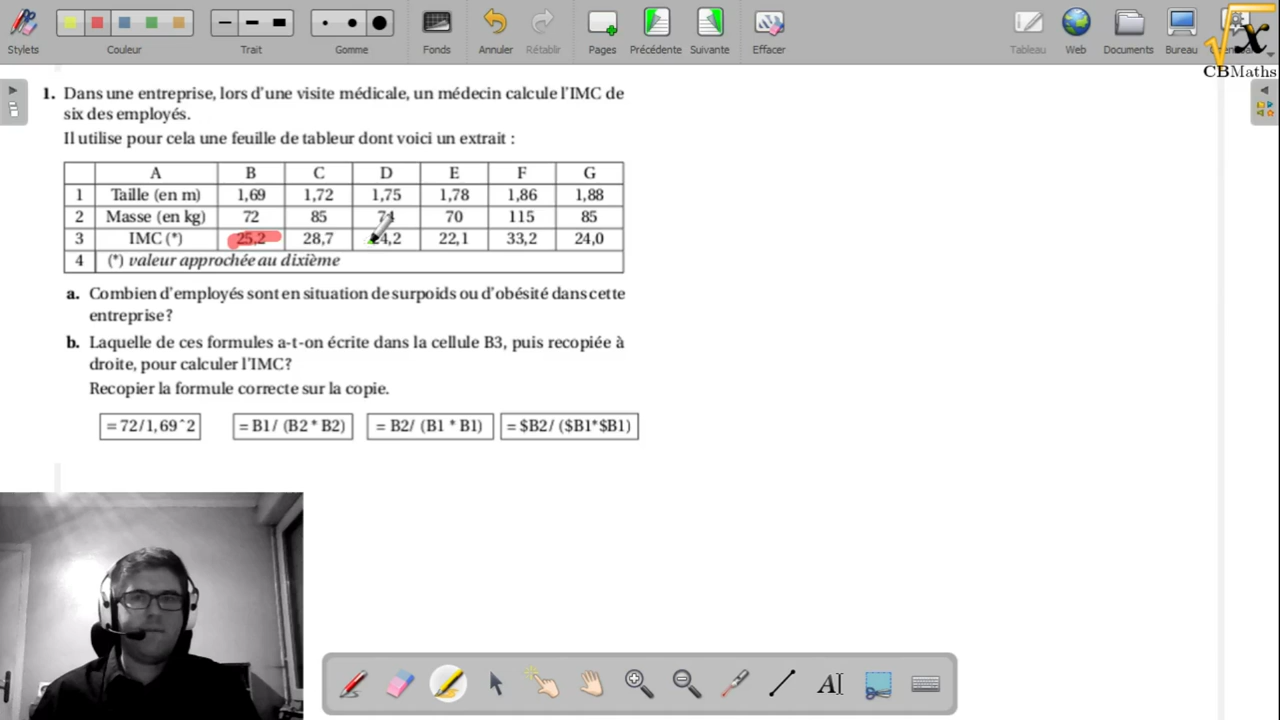 Stylets Couleur Trait Gomme Fonds Annuler Rétablir Pages Précédente Suivante Effacer Tableau Web Documents Bureau
CBMaths
1. Dans une entreprise, lors d'une visite médicale, un médecin calcule l'IMC de
six des employés.
Il utilise pour cela une feuille de tableur dont voici un extrait :
A B C D E F G
1 Taille (en m) 1,69 1,72 1,75 1,78 1,86 1,88
2 Masse (en kg) 72 85 74 70 115 85
3 IMC (*) 25,2 28,7 24,2 22,1 33,2 24,0
4 (*) valeur approchée au dixième
a. Combien d'employés sont en situation de surpoids ou d'obésité dans cette
entreprise?
b. Laquelle de ces formules a-t-on écrite dans la cellule B3, puis recopiée à
droite, pour calculer l'IMC?
Recopier la formule correcte sur la copie.
= 72/1,69^2 = B1/ (B2 * B2) = B2/ (B1 * B1) = $B2/ ($B1*$B1)